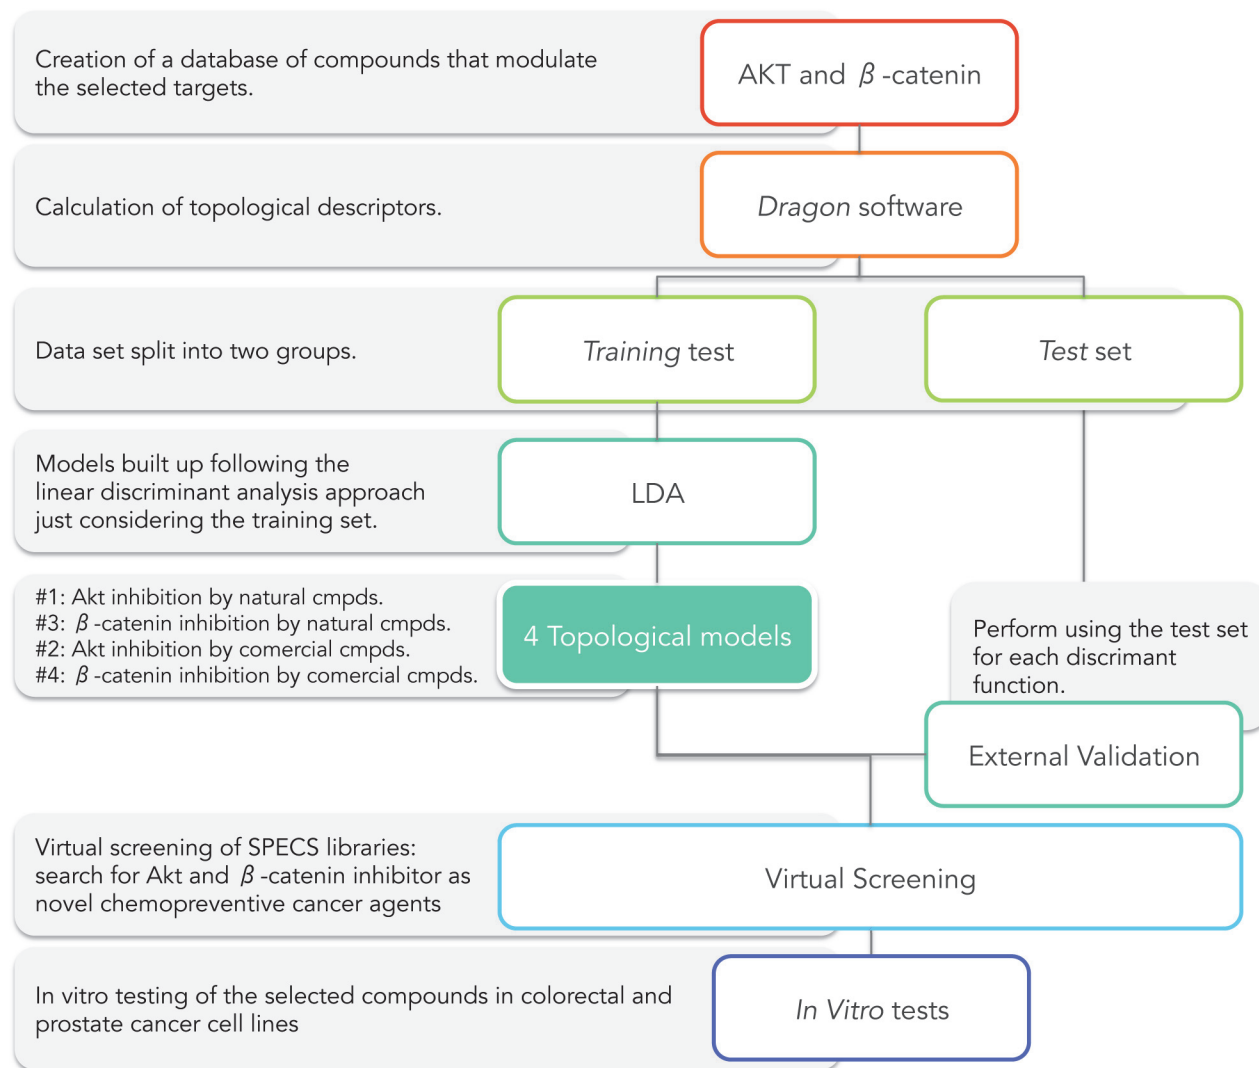 Creation of a database of compounds that modulate
the selected targets.
AKT and β-catenin
Calculation of topological descriptors.
Dragon software
Data set split into two groups.
Training test
Test set
Models built up following the
linear discriminant analysis approach
just considering the training set.
LDA
#1: Akt inhibition by natural cmpds.
#3: β-catenin inhibition by natural cmpds.
#2: Akt inhibition by comercial cmpds.
#4: β-catenin inhibition by comercial cmpds.
4 Topological models
Perform using the test set
for each discrimant
function.
External Validation
Virtual screening of SPECS libraries:
search for Akt and β-catenin inhibitor as
novel chemopreventive cancer agents
Virtual Screening
In vitro testing of the selected compounds in colorectal and
prostate cancer cell lines
In Vitro tests